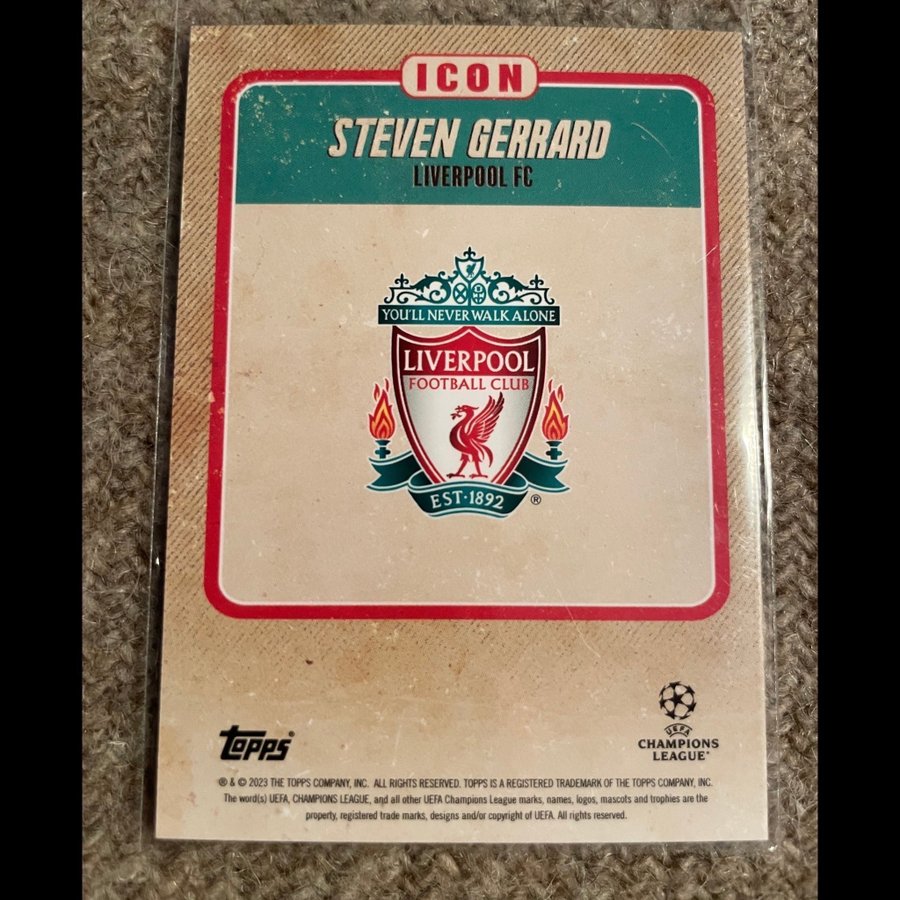 ICON
STEVEN GERRARD
LIVERPOOL FC
YOU'LL NEVER WALK ALONE
LIVERPOOL
FOOTBALL CLUB
EST·1892 ®
topps®
UEFA
CHAMPIONS
LEAGUE®
® & © 2023 THE TOPPS COMPANY, INC. ALL RIGHTS RESERVED. TOPPS IS A REGISTERED TRADEMARK OF THE TOPPS COMPANY, INC.
The word(s) UEFA, CHAMPIONS LEAGUE, and all other UEFA Champions League marks, names, logos, mascots and trophies are the
property, registered trade marks, designs and/or copyright of UEFA. All rights reserved.